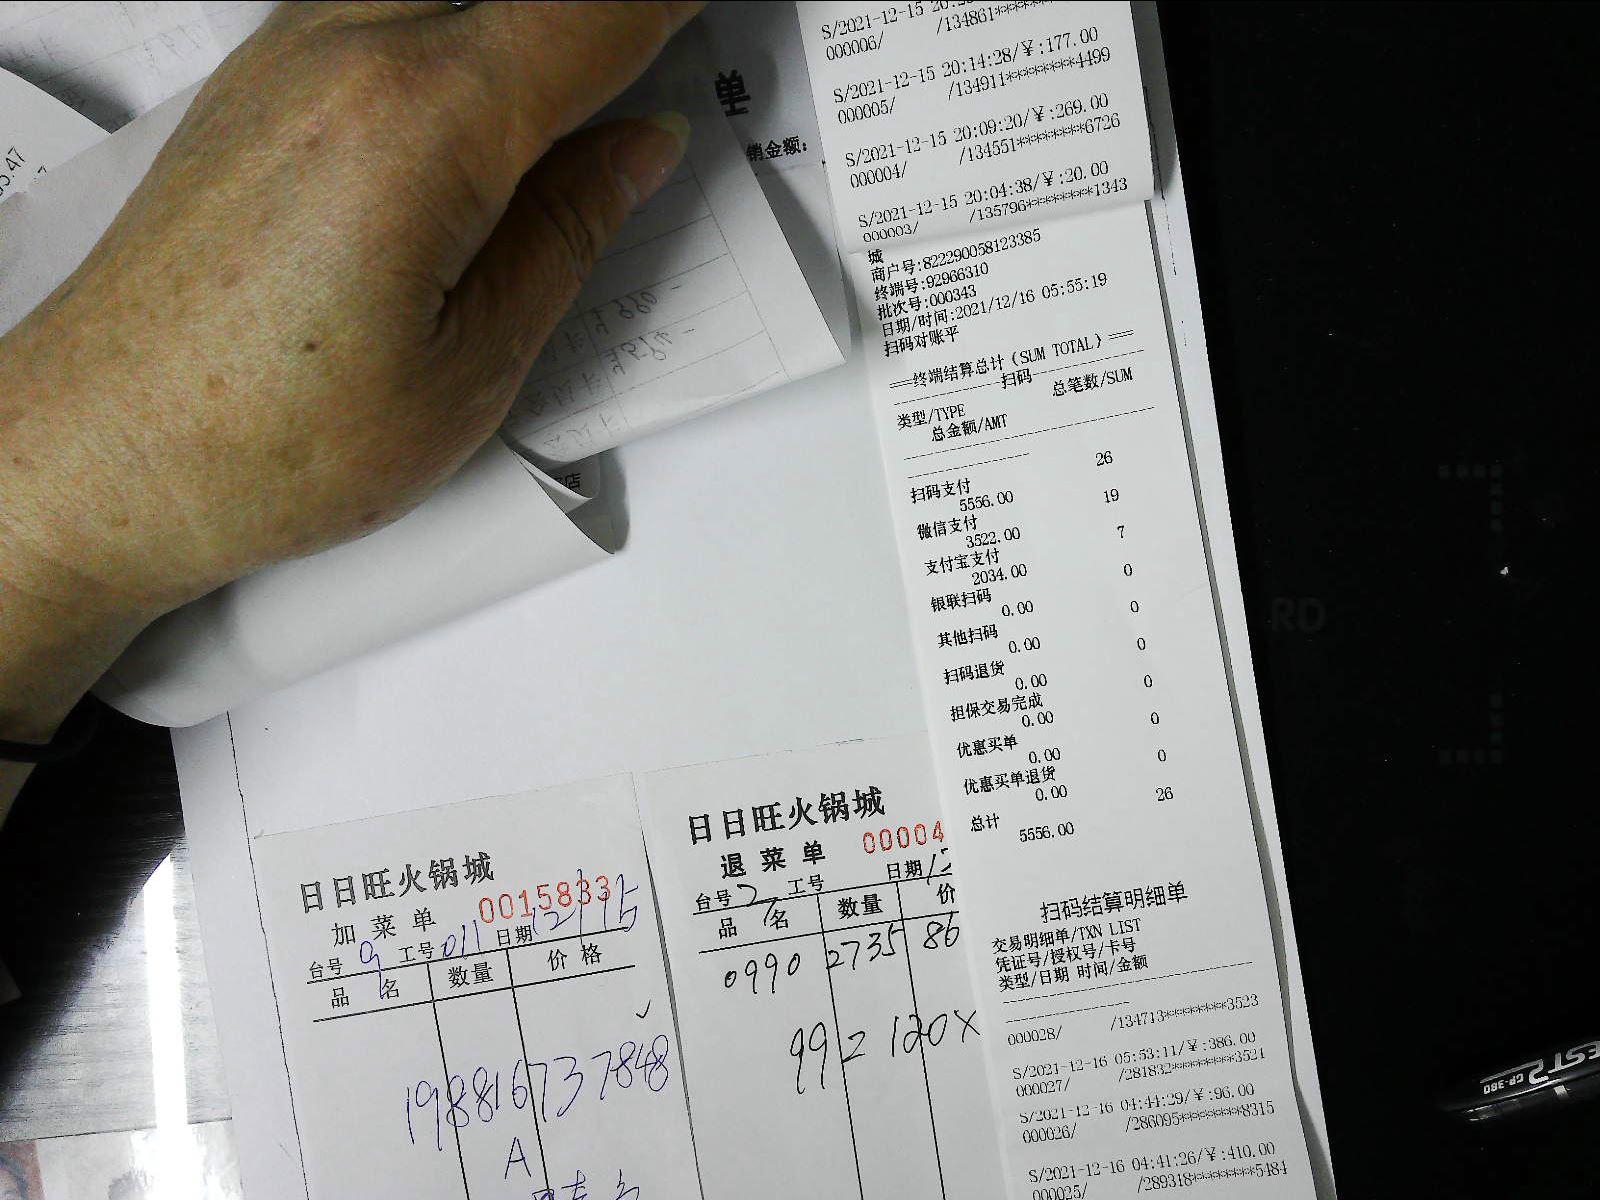 000006/ /134861********
S/2021-12-15 20:14:28/￥:177.00
000005/ /134911********4499
S/2021-12-15 20:09:20/￥:269.00
000004/ /134551********6726
S/2021-12-15 20:04:38/￥:20.00
000003/ /135796********1343
城
商户号:822290058123385
终端号:92966310
批次号:000343
日期/时间:2021/12/16 05:55:19
扫码对账平
==终端结算总计(SUM TOTAL)==
扫码
类型/TYPE 总笔数/SUM
总金额/AMT
扫码支付 26
5556.00
微信支付 19
3522.00
支付宝支付 7
2034.00
银联扫码 0
0.00
其他扫码 0
0.00
扫码退货 0
0.00
担保交易完成 0
0.00
优惠买单 0
0.00
优惠买单退货 0
0.00
总计 26
5556.00
扫码结算明细单
交易明细单/TXN LIST
凭证号/授权号/卡号
类型/日期 时间/金额
000028/ /134713********3523
S/2021-12-16 05:53:11/￥:386.00
000027/ /281832********3521
S/2021-12-16 04:44:29/￥:96.00
000026/ /286095********8315
S/2021-12-16 04:41:26/￥:410.00
000025/ /289318********5484
单
销金额:
店
日日旺火锅城
加菜单 00158331
台号 9 工号 011 日期 12/15
品名 数量 价格
198816737848
A
日日旺火锅城
退菜单 00004
台号 2 工号 日期 12
品名 数量 价
0990 2735 86
992 120X
RD
CP-380